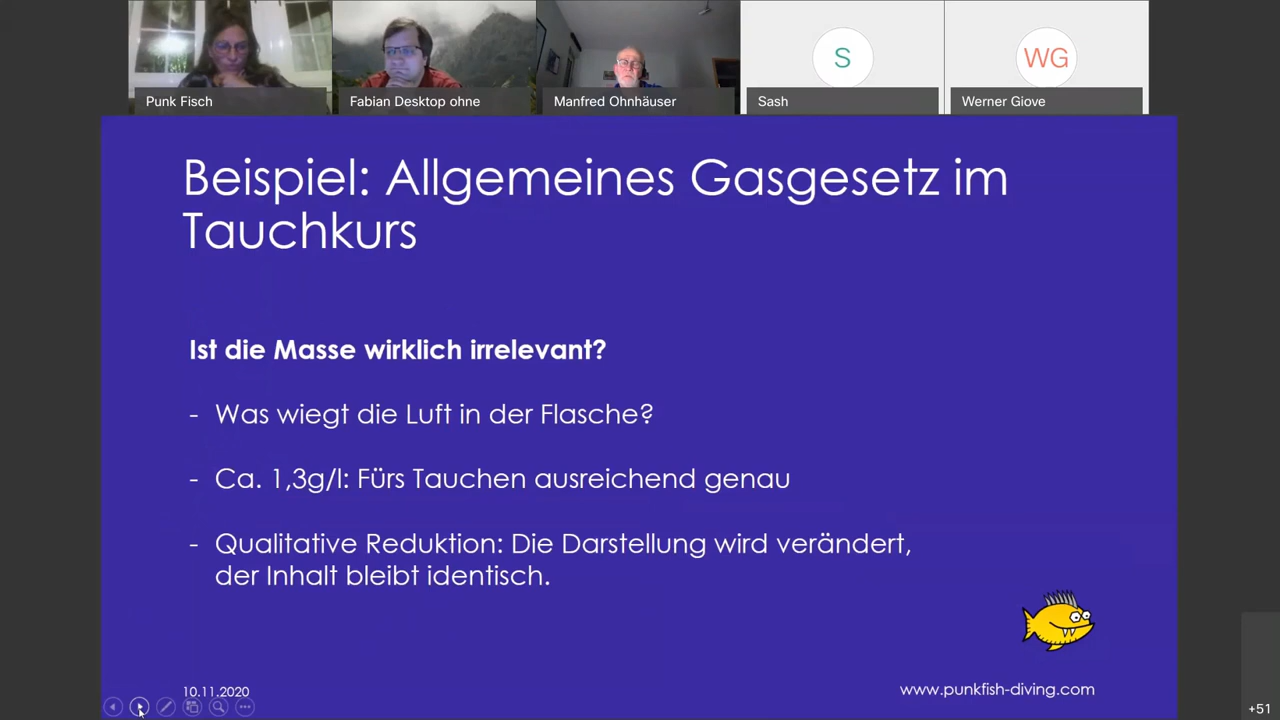 S
WG
Punk Fisch
Fabian Desktop ohne
Manfred Ohnhäuser
Sash
Werner Giove
Beispiel: Allgemeines Gasgesetz im
Tauchkurs
Ist die Masse wirklich irrelevant?
- Was wiegt die Luft in der Flasche?
- Ca. 1,3g/l: Fürs Tauchen ausreichend genau
- Qualitative Reduktion: Die Darstellung wird verändert,
der Inhalt bleibt identisch.
10.11.2020
www.punkfish-diving.com
+51